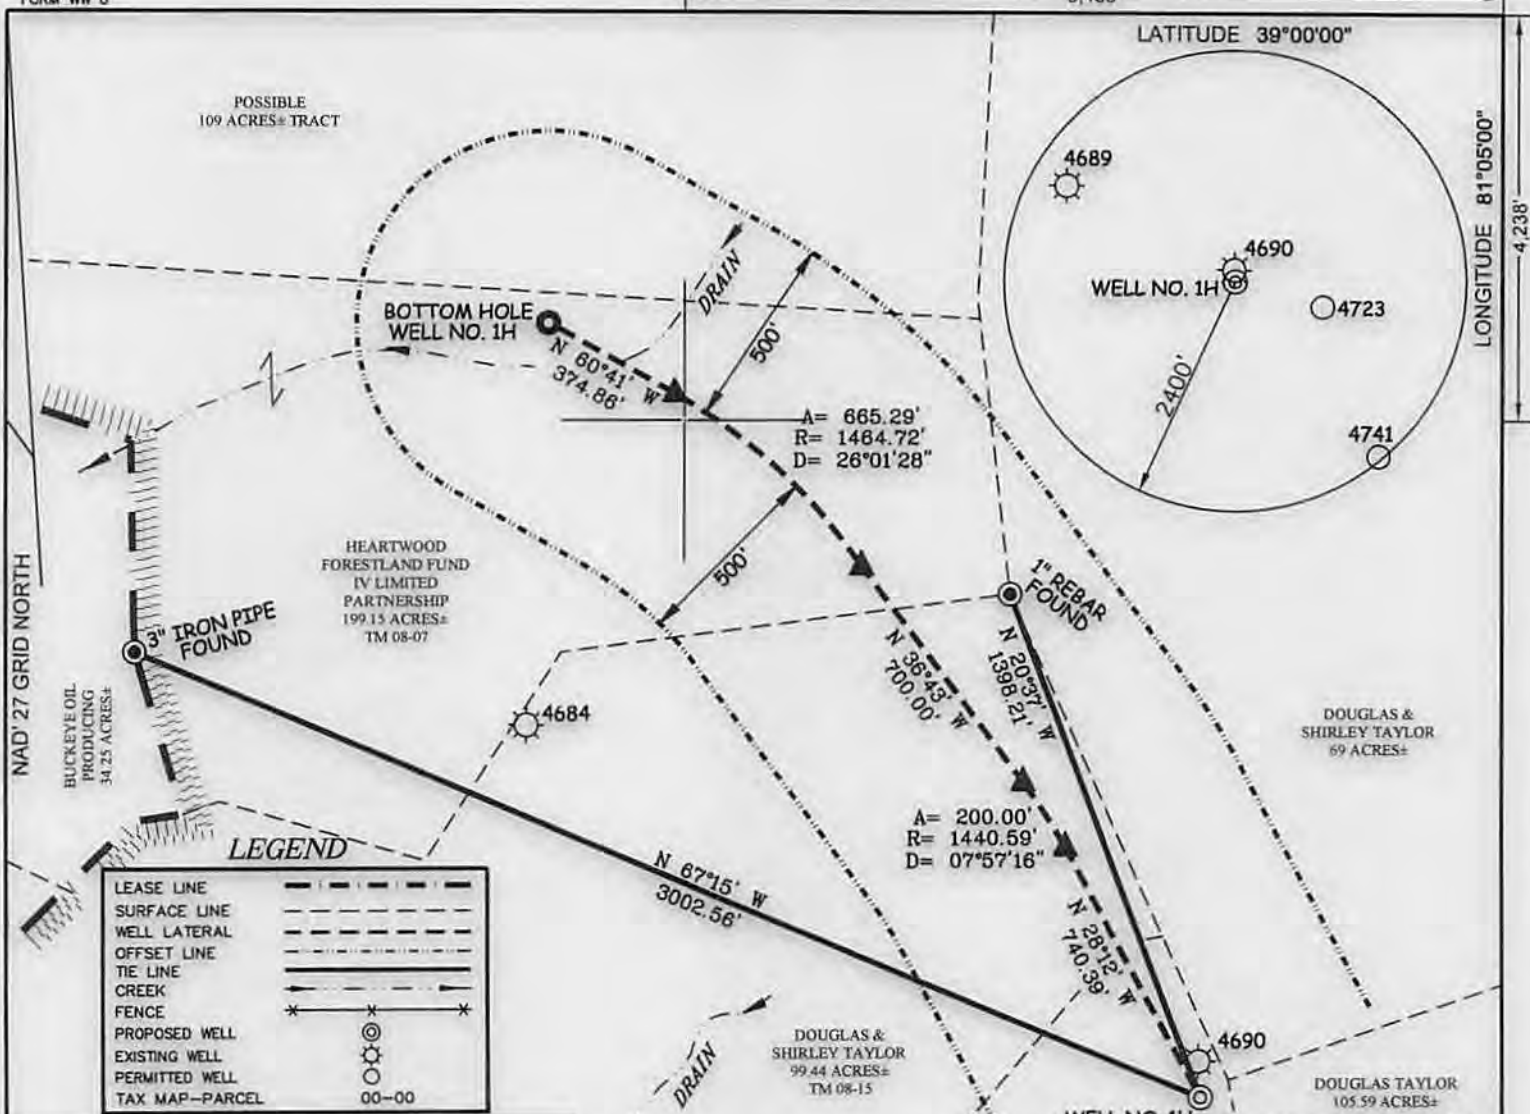 LATITUDE 39°00'00"
POSSIBLE
109 ACRES± TRACT
4689
4690
WELL NO. 1H
4723
2400'
4741
LONGITUDE 81°05'00"
4,238'
DRAIN
BOTTOM HOLE
WELL NO. 1H
N 60°41' W
374.86'
500'
A= 665.29'
R= 1464.72'
D= 26°01'28"
500'
HEARTWOOD
FORESTLAND FUND
IV LIMITED
PARTNERSHIP
199.15 ACRES±
TM 08-07
1" REBAR
FOUND
3" IRON PIPE
FOUND
NAD' 27 GRID NORTH
BUCKEYE OIL
PRODUCING
34.25 ACRES±
4684
N 36°43' W
700.00'
N 20°37' W
1398.21'
DOUGLAS &
SHIRLEY TAYLOR
69 ACRES±
A= 200.00'
R= 1440.59'
D= 07°57'16"
N 67°15' W
3002.56'
N 28°12' W
740.39'
LEGEND
LEASE LINE
SURFACE LINE
WELL LATERAL
OFFSET LINE
TIE LINE
CREEK
FENCE
PROPOSED WELL
EXISTING WELL
PERMITTED WELL
TAX MAP-PARCEL 00-00
DRAIN
DOUGLAS &
SHIRLEY TAYLOR
99.44 ACRES±
TM 08-15
4690
DOUGLAS TAYLOR
105.59 ACRES±
WELL NO. 1H